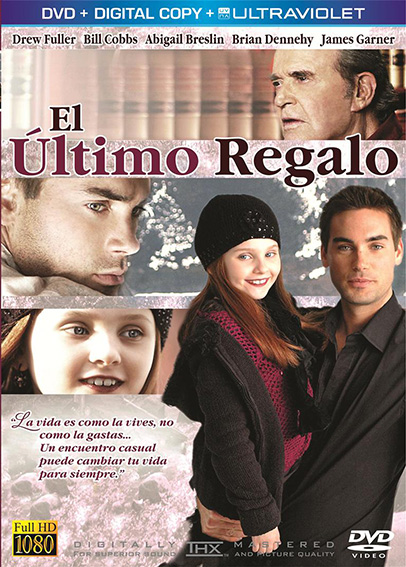 DVD + DIGITAL COPY + ULTRAVIOLET
Drew Fuller Bill Cobbs Abigail Breslin Brian Dennehy James Garner
El
Último Regalo
"La vida es como la vives, no
como la gastas...
Un encuentro casual
puede cambiar tu vida
para siempre."
Full HD
1080
DIGITALLY THX MASTERED
FOR SUPERIOR SOUND AND PICTURE QUALITY
DVD
VIDEO